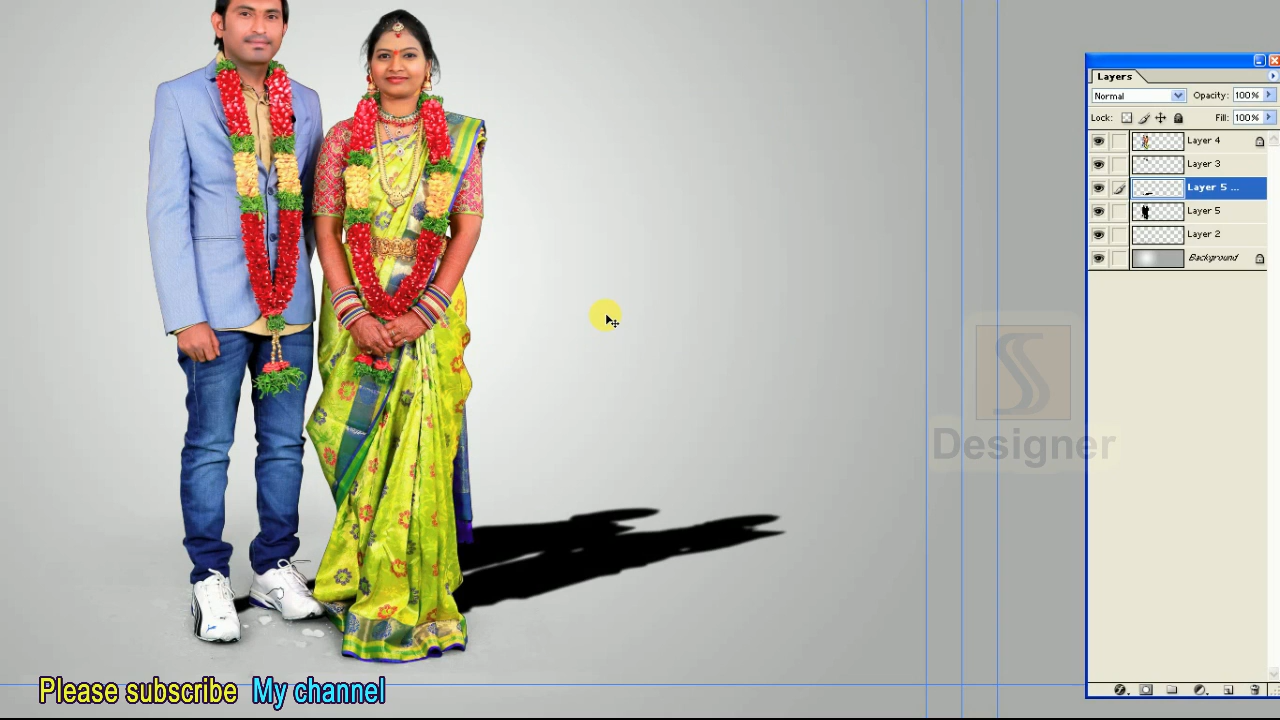 Layers
Normal Opacity: 100%
Lock: Fill: 100%
Layer 4
Layer 3
Layer 5 ...
Layer 5
Layer 2
Background
S
Designer
Please subscribe My channel